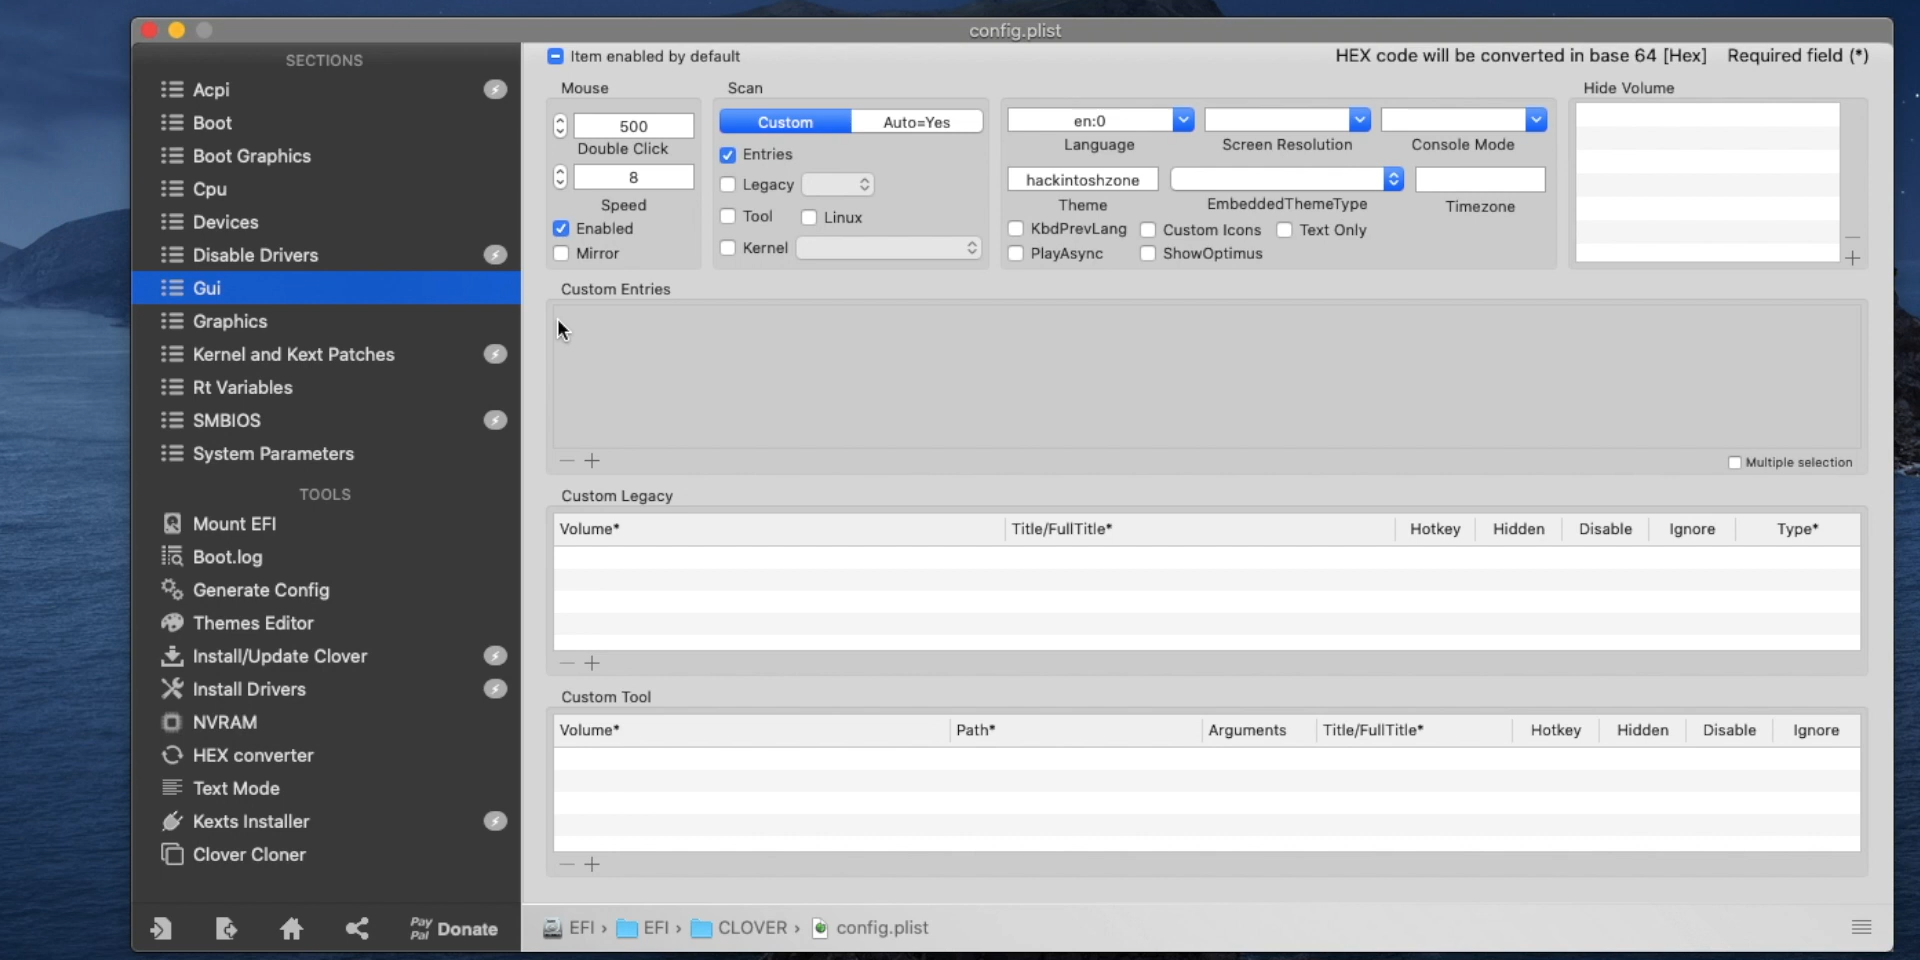 config.plist
SECTIONS
Acpi
Boot
Boot Graphics
Cpu
Devices
Disable Drivers
Gui
Graphics
Kernel and Kext Patches
Rt Variables
SMBIOS
System Parameters
TOOLS
Mount EFI
Boot.log
Generate Config
Themes Editor
Install/Update Clover
Install Drivers
NVRAM
HEX converter
Text Mode
Kexts Installer
Clover Cloner
Pay
Pal
Donate
Item enabled by default
HEX code will be converted in base 64 [Hex] Required field (*)
Mouse
500
Double Click
8
Speed
Enabled
Mirror
Scan
Custom Auto=Yes
Entries
Legacy
Tool Linux
Kernel
en:0
Language Screen Resolution Console Mode
hackintoshzone
Theme EmbeddedThemeType Timezone
KbdPrevLang Custom Icons Text Only
PlayAsync ShowOptimus
Hide Volume
Custom Entries
Multiple selection
Custom Legacy
Volume* Title/FullTitle* Hotkey Hidden Disable Ignore Type*
Custom Tool
Volume* Path* Arguments Title/FullTitle* Hotkey Hidden Disable Ignore
EFI › EFI › CLOVER › config.plist